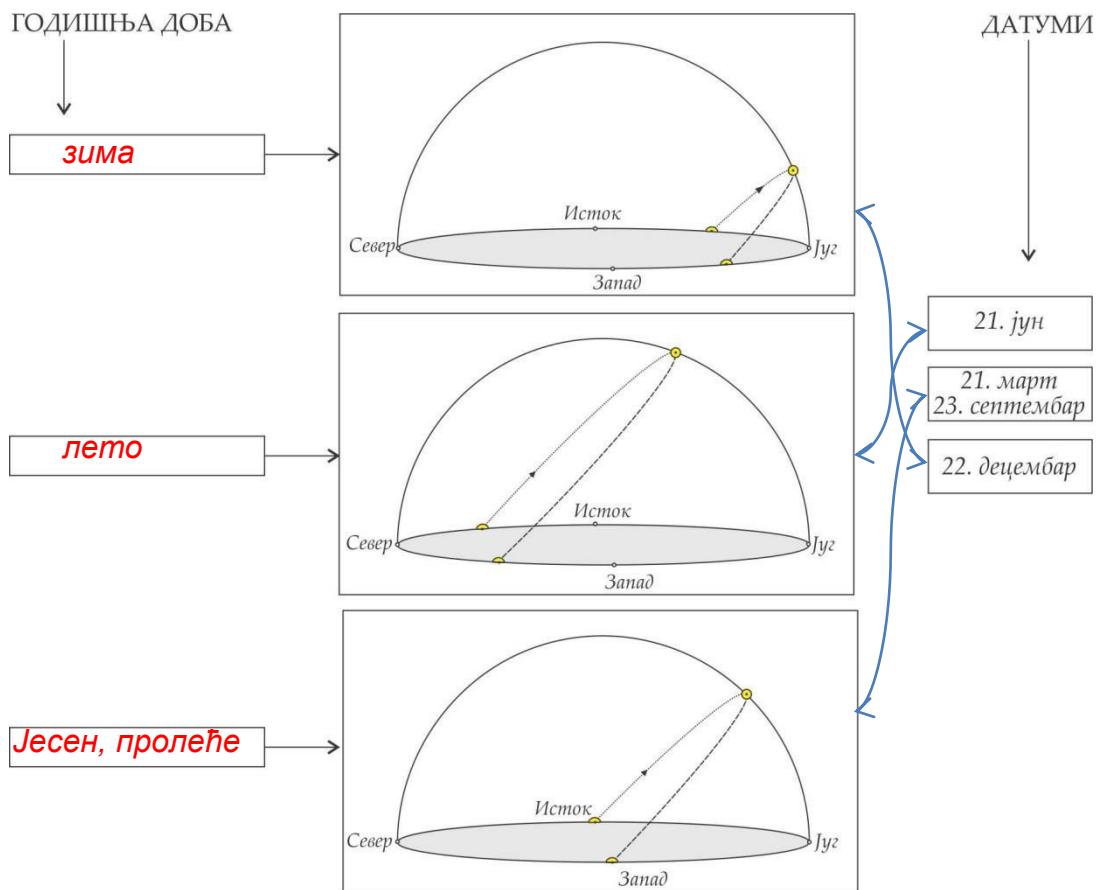 ГОДИШЊА ДОБА
ДАТУМИ
зима
Исток
Север
Југ
Запад
21. јун
21. март
23. септембар
22. децембар
лето
Исток
Север
Југ
Запад
Јесен, пролеће
Исток
Север
Југ
Запад